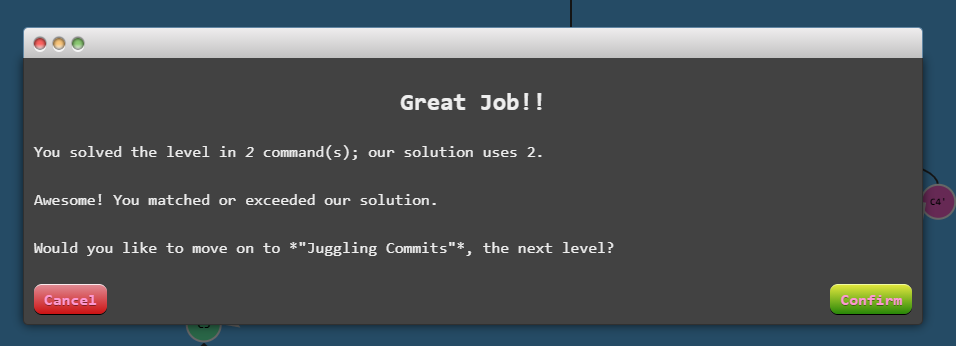 Great Job!!
You solved the level in 2 command(s); our solution uses 2.
Awesome! You matched or exceeded our solution.
Would you like to move on to *"Juggling Commits"*, the next level?
Cancel
Confirm
C4'